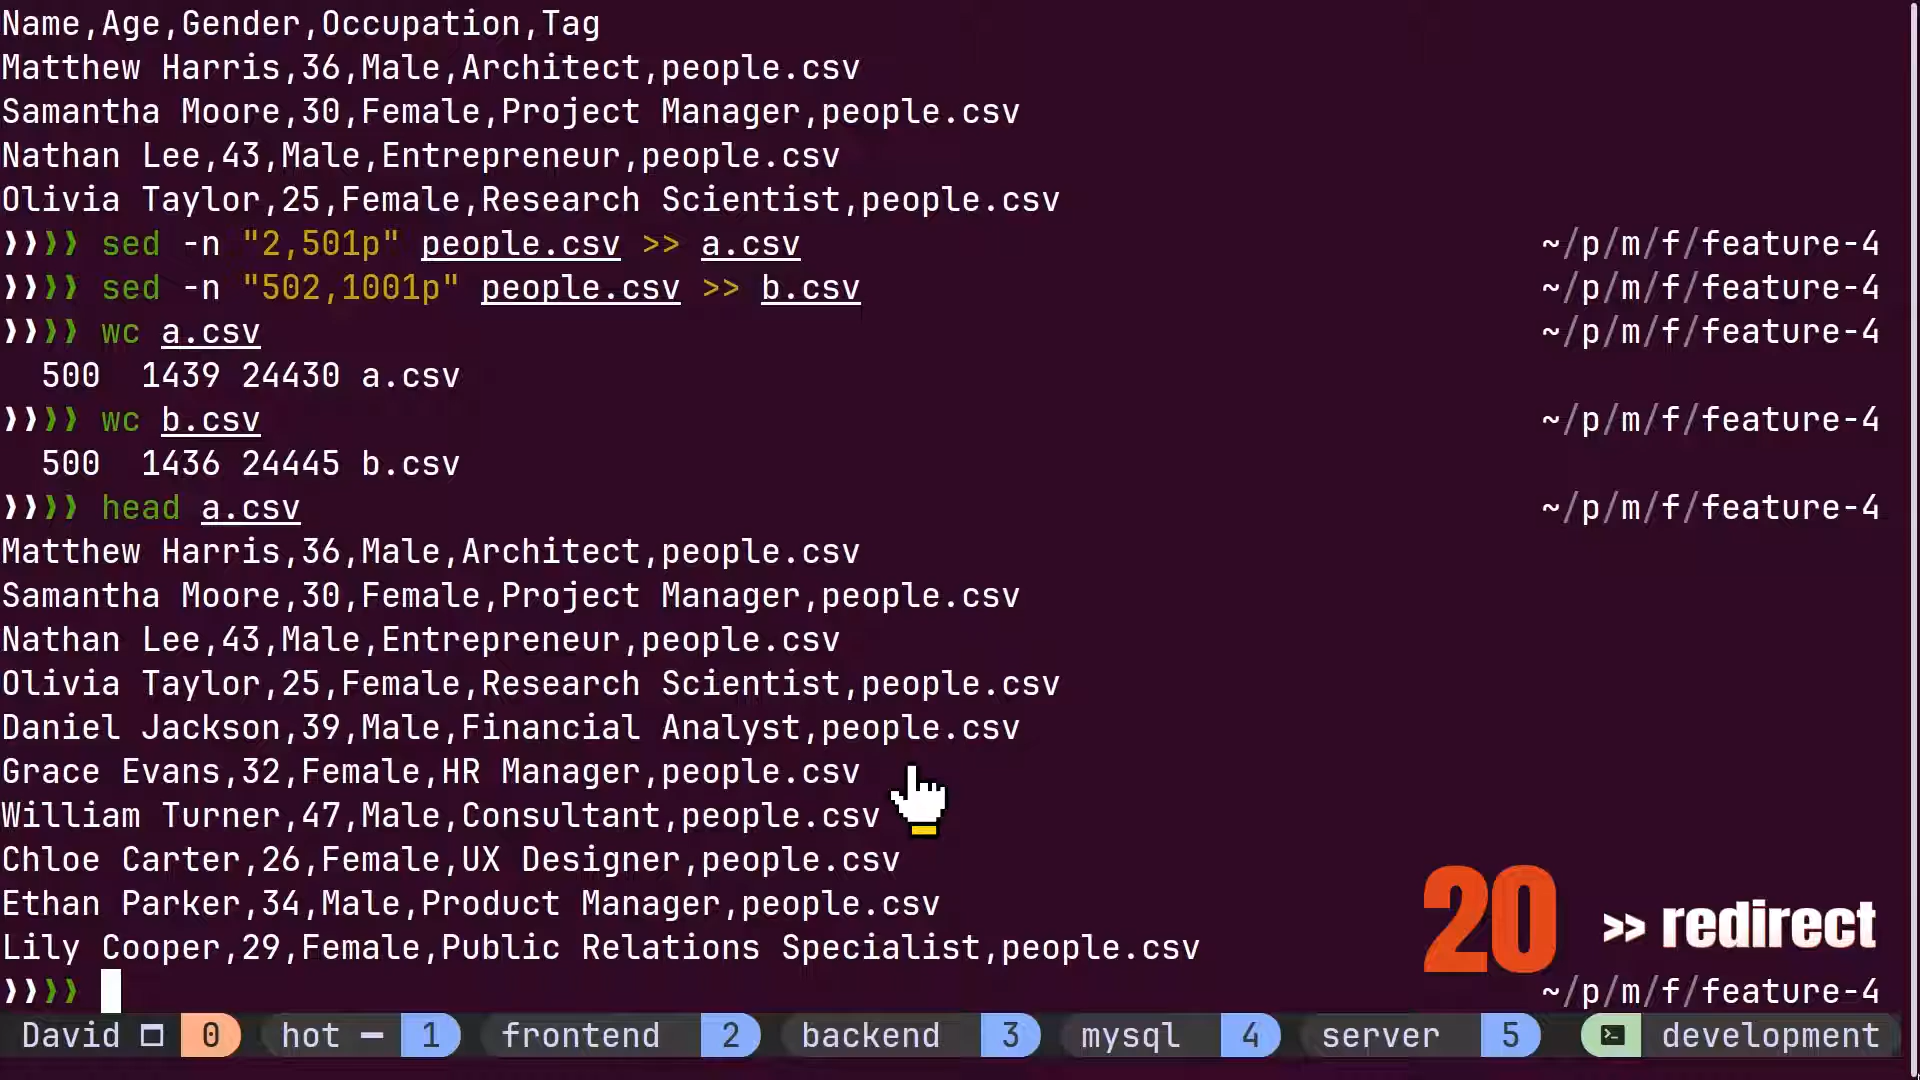 Name,Age,Gender,Occupation,Tag
Matthew Harris,36,Male,Architect,people.csv
Samantha Moore,30,Female,Project Manager,people.csv
Nathan Lee,43,Male,Entrepreneur,people.csv
Olivia Taylor,25,Female,Research Scientist,people.csv
❯❯❯❯ sed -n "2,501p" people.csv >> a.csv ~/p/m/f/feature-4
❯❯❯❯ sed -n "502,1001p" people.csv >> b.csv ~/p/m/f/feature-4
❯❯❯❯ wc a.csv ~/p/m/f/feature-4
500 1439 24430 a.csv
❯❯❯❯ wc b.csv ~/p/m/f/feature-4
500 1436 24445 b.csv
❯❯❯❯ head a.csv ~/p/m/f/feature-4
Matthew Harris,36,Male,Architect,people.csv
Samantha Moore,30,Female,Project Manager,people.csv
Nathan Lee,43,Male,Entrepreneur,people.csv
Olivia Taylor,25,Female,Research Scientist,people.csv
Daniel Jackson,39,Male,Financial Analyst,people.csv
Grace Evans,32,Female,HR Manager,people.csv
William Turner,47,Male,Consultant,people.csv
Chloe Carter,26,Female,UX Designer,people.csv
Ethan Parker,34,Male,Product Manager,people.csv
Lily Cooper,29,Female,Public Relations Specialist,people.csv
20 >> redirect
❯❯❯❯ ~/p/m/f/feature-4
David 0 hot 1 frontend 2 backend 3 mysql 4 server 5 development